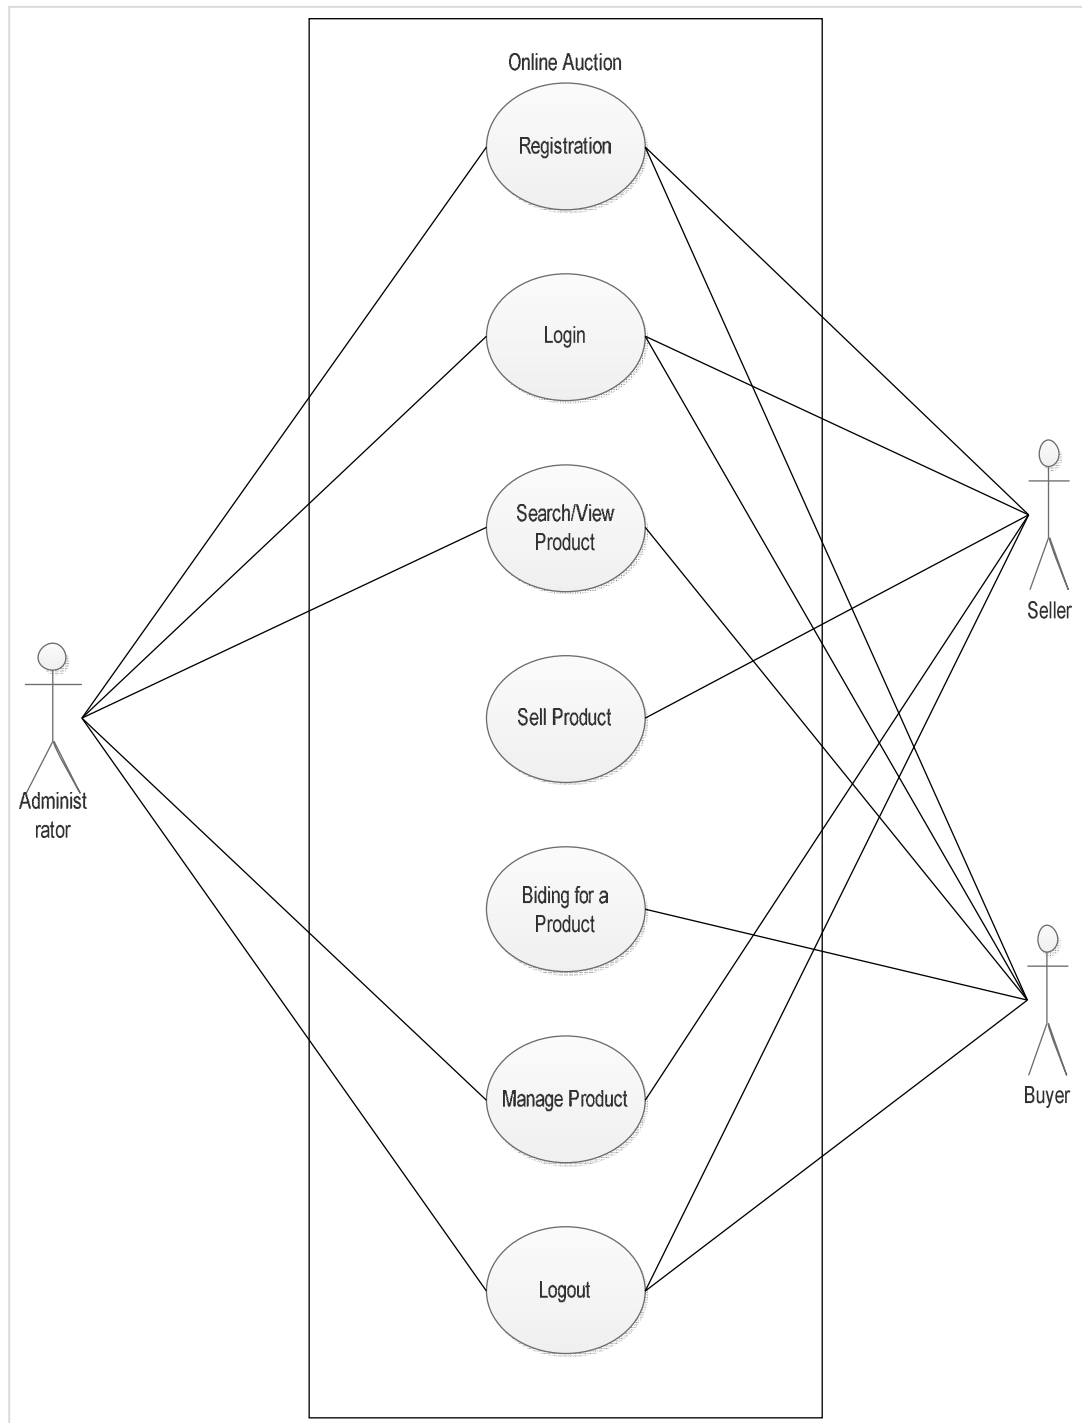 Online Auction
Registration
Login
Search/View
Product
Seller
Sell Product
Administ
rator
Biding for a
Product
Manage Product
Buyer
Logout